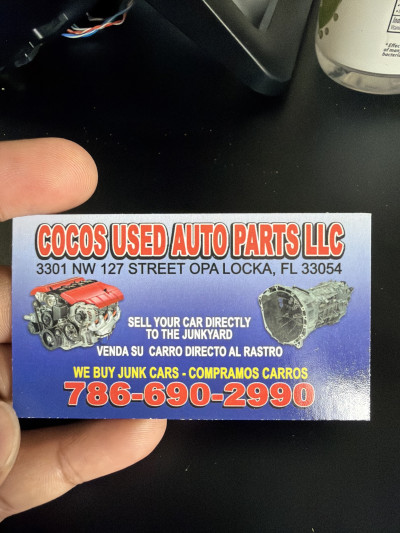 COCOS USED AUTO PARTS LLC
3301 NW 127 STREET OPA LOCKA, FL 33054
SELL YOUR CAR DIRECTLY
TO THE JUNKYARD
VENDA SU CARRO DIRECTO AL RASTRO
WE BUY JUNK CARS - COMPRAMOS CARROS
786-690-2990